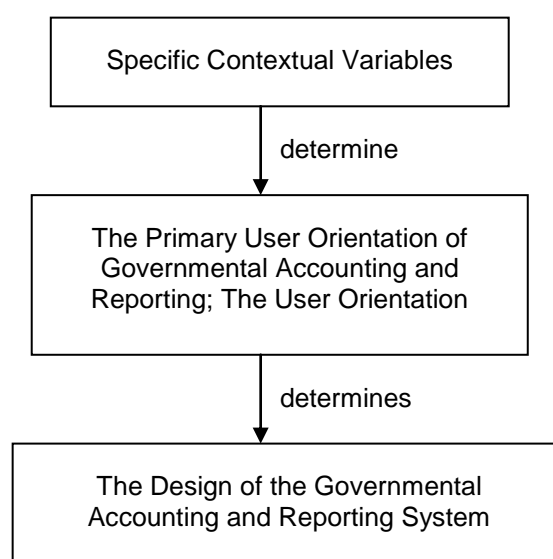 Specific Contextual Variables
determine
The Primary User Orientation of
Governmental Accounting and
Reporting; The User Orientation
determines
The Design of the Governmental
Accounting and Reporting System